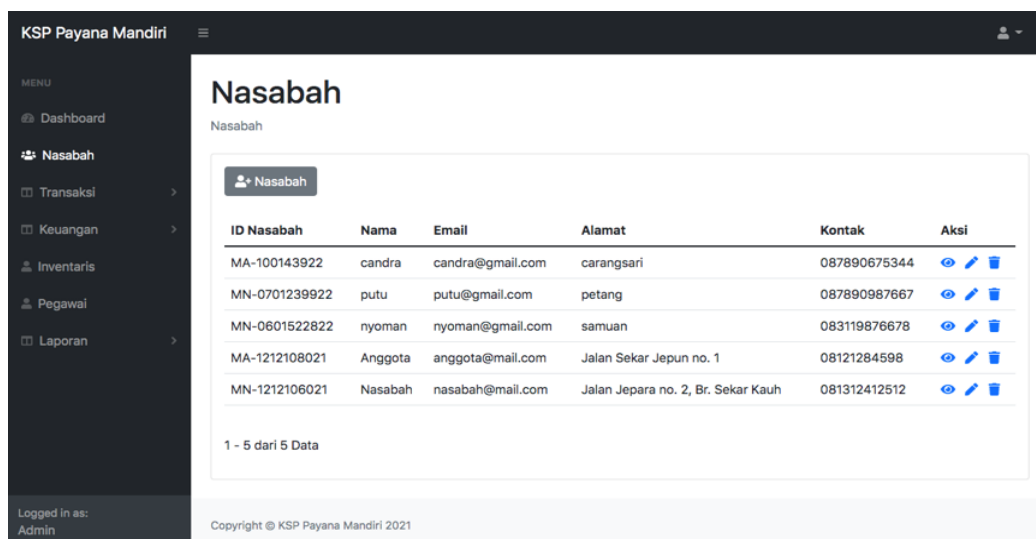 KSP Payana Mandiri
MENU
Dashboard
Nasabah
Transaksi
Keuangan
Inventaris
Pegawai
Laporan
Logged in as:
Admin
Nasabah
Nasabah
Nasabah
ID Nasabah Nama Email Alamat Kontak Aksi
MA-100143922 candra candra@gmail.com carangsari 087890675344
MN-0701239922 putu putu@gmail.com petang 087890987667
MN-0601522822 nyoman nyoman@gmail.com samuan 083119876678
MA-1212108021 Anggota anggota@mail.com Jalan Sekar Jepun no. 1 08121284598
MN-1212106021 Nasabah nasabah@mail.com Jalan Jepara no. 2, Br. Sekar Kauh 081312412512
1 - 5 dari 5 Data
Copyright © KSP Payana Mandiri 2021